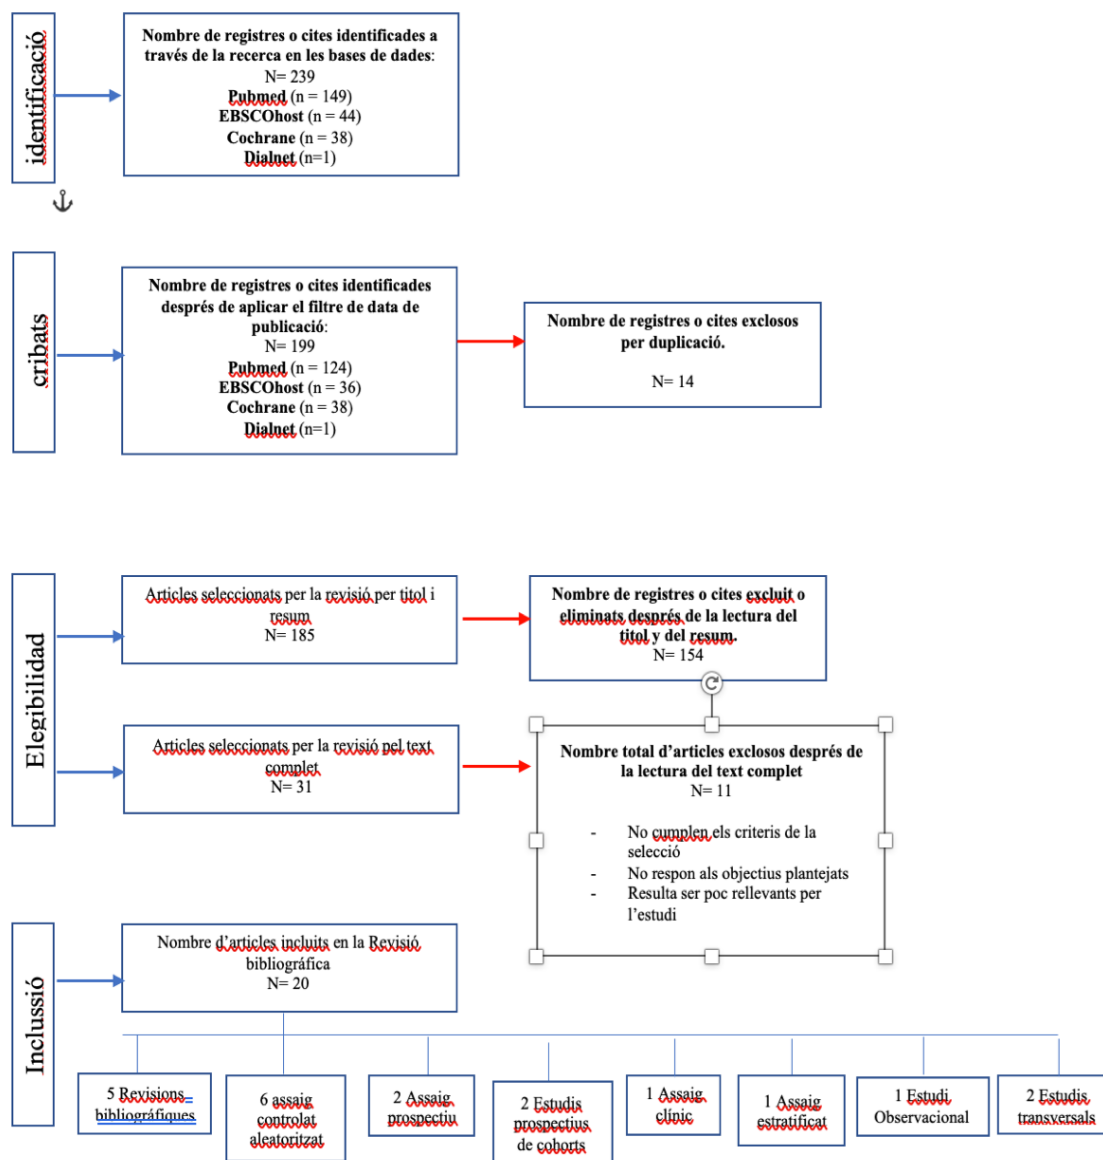 identificació
Nombre de registres o cites identificades a
través de la recerca en les bases de dades:
N= 239
Pubmed (n = 149)
EBSCOhost (n = 44)
Cochrane (n = 38)
Dialnet (n=1)
cribats
Nombre de registres o cites identificades
després de aplicar el filtre de data de
publicació:
N= 199
Pubmed (n = 124)
EBSCOhost (n = 36)
Cochrane (n = 38)
Dialnet (n=1)
Nombre de registres o cites exclosos
per duplicació.
N= 14
Elegibilidad
Articles seleccionats per la revisió per titol i
resum
N= 185
Nombre de registres o cites excluit o
eliminats després de la lectura del
titol y del resum.
N= 154
Articles seleccionats per la revisió pel text
complet
N= 31
Nombre total d’articles exclosos després de
la lectura del text complet
N= 11
- No cumplen els criteris de la
selecció
- No respon als objectius plantejats
- Resulta ser poc rellevants per
l’estudi
Inclussió
Nombre d’articles incluits en la Revisió
bibliográfica
N= 20
5 Revisions
bibliográfiques
6 assaig
controlat
aleatoritzat
2 Assaig
prospectiu
2 Estudis
prospectius
de cohorts
1 Assaig
clínic
1 Assaig
estratificat
1 Estudi
Observacional
2 Estudis
transversals